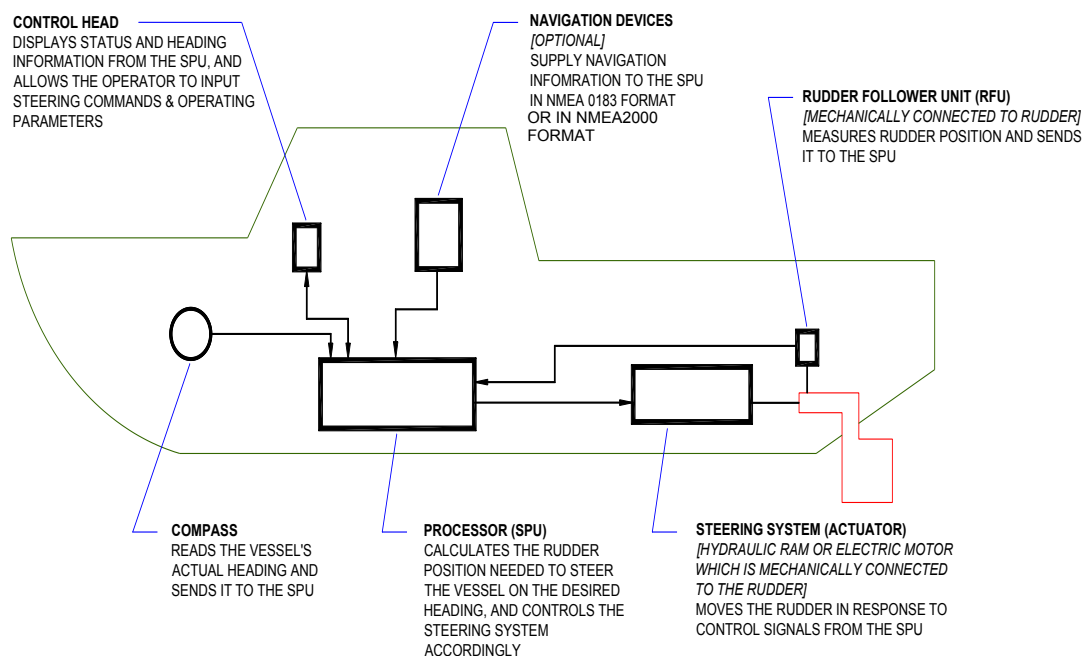 CONTROL HEAD
DISPLAYS STATUS AND HEADING
INFORMATION FROM THE SPU, AND
ALLOWS THE OPERATOR TO INPUT
STEERING COMMANDS & OPERATING
PARAMETERS
NAVIGATION DEVICES
[OPTIONAL]
SUPPLY NAVIGATION
INFOMRATION TO THE SPU
IN NMEA 0183 FORMAT
OR IN NMEA2000
FORMAT
RUDDER FOLLOWER UNIT (RFU)
[MECHANICALLY CONNECTED TO RUDDER]
MEASURES RUDDER POSITION AND SENDS
IT TO THE SPU
COMPASS
READS THE VESSEL'S
ACTUAL HEADING AND
SENDS IT TO THE SPU
PROCESSOR (SPU)
CALCULATES THE RUDDER
POSITION NEEDED TO STEER
THE VESSEL ON THE DESIRED
HEADING, AND CONTROLS THE
STEERING SYSTEM
ACCORDINGLY
STEERING SYSTEM (ACTUATOR)
[HYDRAULIC RAM OR ELECTRIC MOTOR
WHICH IS MECHANICALLY CONNECTED
TO THE RUDDER]
MOVES THE RUDDER IN RESPONSE TO
CONTROL SIGNALS FROM THE SPU